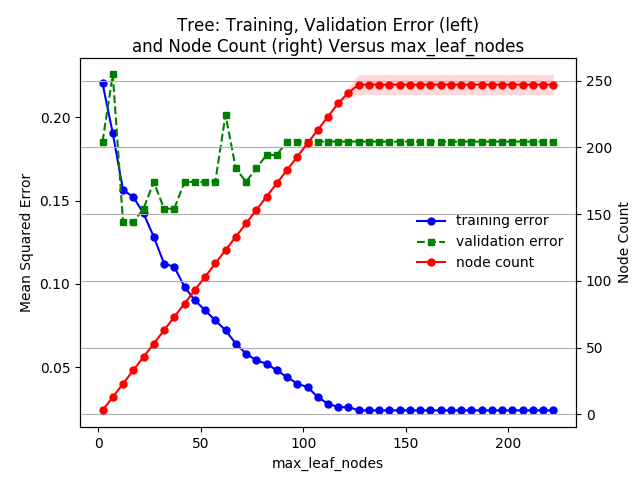 Tree: Training, Validation Error (left)
and Node Count (right) Versus max_leaf_nodes
Mean Squared Error
0.20
0.15
0.10
0.05
0
50
100
150
200
max_leaf_nodes
250
200
150
100
50
0
Node Count
training error
validation error
node count